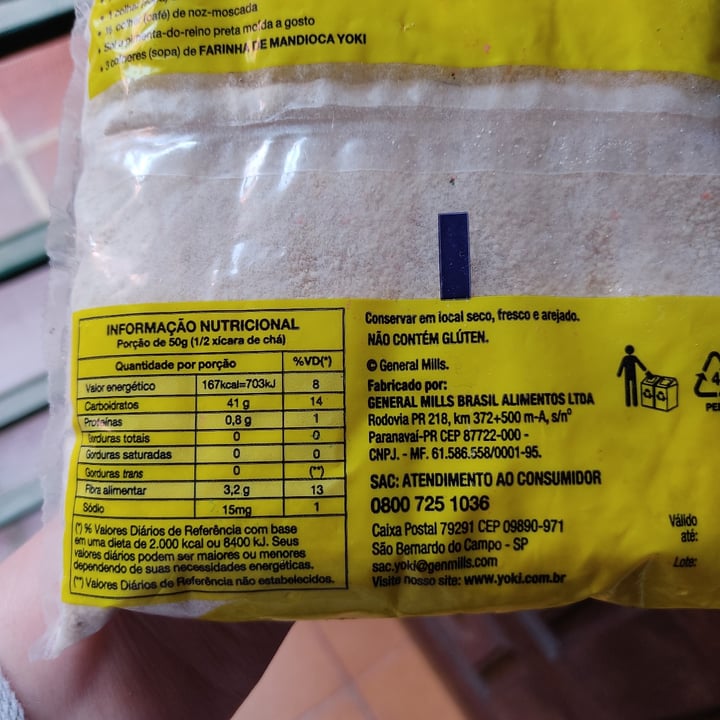 (café) de noz-moscada
pimenta-do-reino preta moída a gosto
(sopa) de FARINHA DE MANDIOCA YOKI
INFORMAÇÃO NUTRICIONAL
Porção de 50g (1/2 xícara de chá)
Quantidade por porção %VD(*)
Valor energético 167kcal=703kJ 8
Carboidratos 41 g 14
Proteínas 0,8 g 1
Gorduras totais 0 0
Gorduras saturadas 0 0
Gorduras trans 0 (**)
Fibra alimentar 3,2 g 13
Sódio 15mg 1
(*) % Valores Diários de Referência com base
em uma dieta de 2.000 kcal ou 8400 kJ. Seus
valores diários podem ser maiores ou menores
dependendo de suas necessidades energéticas.
(**) Valores Diários de Referência não estabelecidos.
Conservar em local seco, fresco e arejado.
NÃO CONTÉM GLÚTEN.
© General Mills.
Fabricado por:
GENERAL MILLS BRASIL ALIMENTOS LTDA
Rodovia PR 218, km 372+500 m-A, s/nº
Paranavaí-PR CEP 87722-000 -
CNPJ. - MF. 61.586.558/0001-95.
SAC: ATENDIMENTO AO CONSUMIDOR
0800 725 1036
Caixa Postal 79291 CEP 09890-971
São Bernardo do Campo - SP
sac.yoki@genmills.com
Visite nosso site: www.yoki.com.br
Válido
até:
Lote:
4